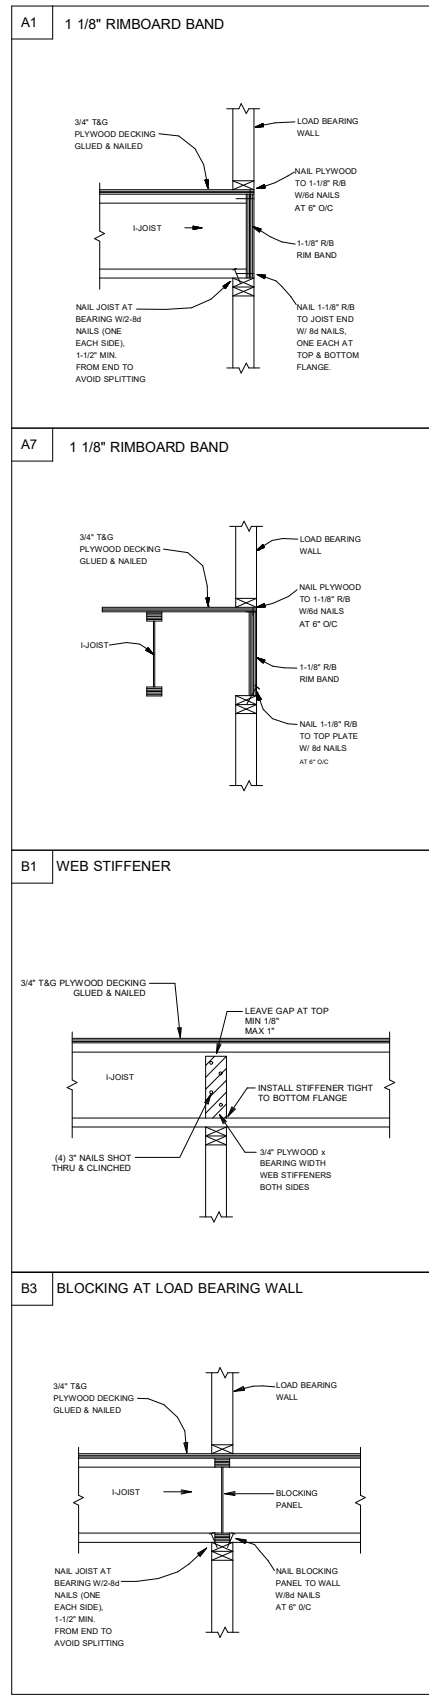 A1 1 1/8" RIMBOARD BAND
3/4" T&G
PLYWOOD DECKING
GLUED & NAILED
LOAD BEARING
WALL
NAIL PLYWOOD
TO 1-1/8" R/B
W/6d NAILS
AT 6" O/C
I-JOIST
1-1/8" R/B
RIM BAND
NAIL JOIST AT
BEARING W/2-8d
NAILS (ONE
EACH SIDE),
1-1/2" MIN.
FROM END TO
AVOID SPLITTING
NAIL 1-1/8" R/B
TO JOIST END
W/ 8d NAILS,
ONE EACH AT
TOP & BOTTOM
FLANGE.
A7 1 1/8" RIMBOARD BAND
3/4" T&G
PLYWOOD DECKING
GLUED & NAILED
LOAD BEARING
WALL
NAIL PLYWOOD
TO 1-1/8" R/B
W/6d NAILS
AT 6" O/C
I-JOIST
1-1/8" R/B
RIM BAND
NAIL 1-1/8" R/B
TO TOP PLATE
W/ 8d NAILS
AT 6" O/C
B1 WEB STIFFENER
3/4" T&G PLYWOOD DECKING
GLUED & NAILED
LEAVE GAP AT TOP
MIN 1/8"
MAX 1"
I-JOIST
INSTALL STIFFENER TIGHT
TO BOTTOM FLANGE
(4) 3" NAILS SHOT
THRU & CLINCHED
3/4" PLYWOOD x
BEARING WIDTH
WEB STIFFENERS
BOTH SIDES
B3 BLOCKING AT LOAD BEARING WALL
3/4" T&G
PLYWOOD DECKING
GLUED & NAILED
LOAD BEARING
WALL
I-JOIST
BLOCKING
PANEL
NAIL JOIST AT
BEARING W/2-8d
NAILS (ONE
EACH SIDE),
1-1/2" MIN.
FROM END TO
AVOID SPLITTING
NAIL BLOCKING
PANEL TO WALL
W/8d NAILS
AT 6" 0/C